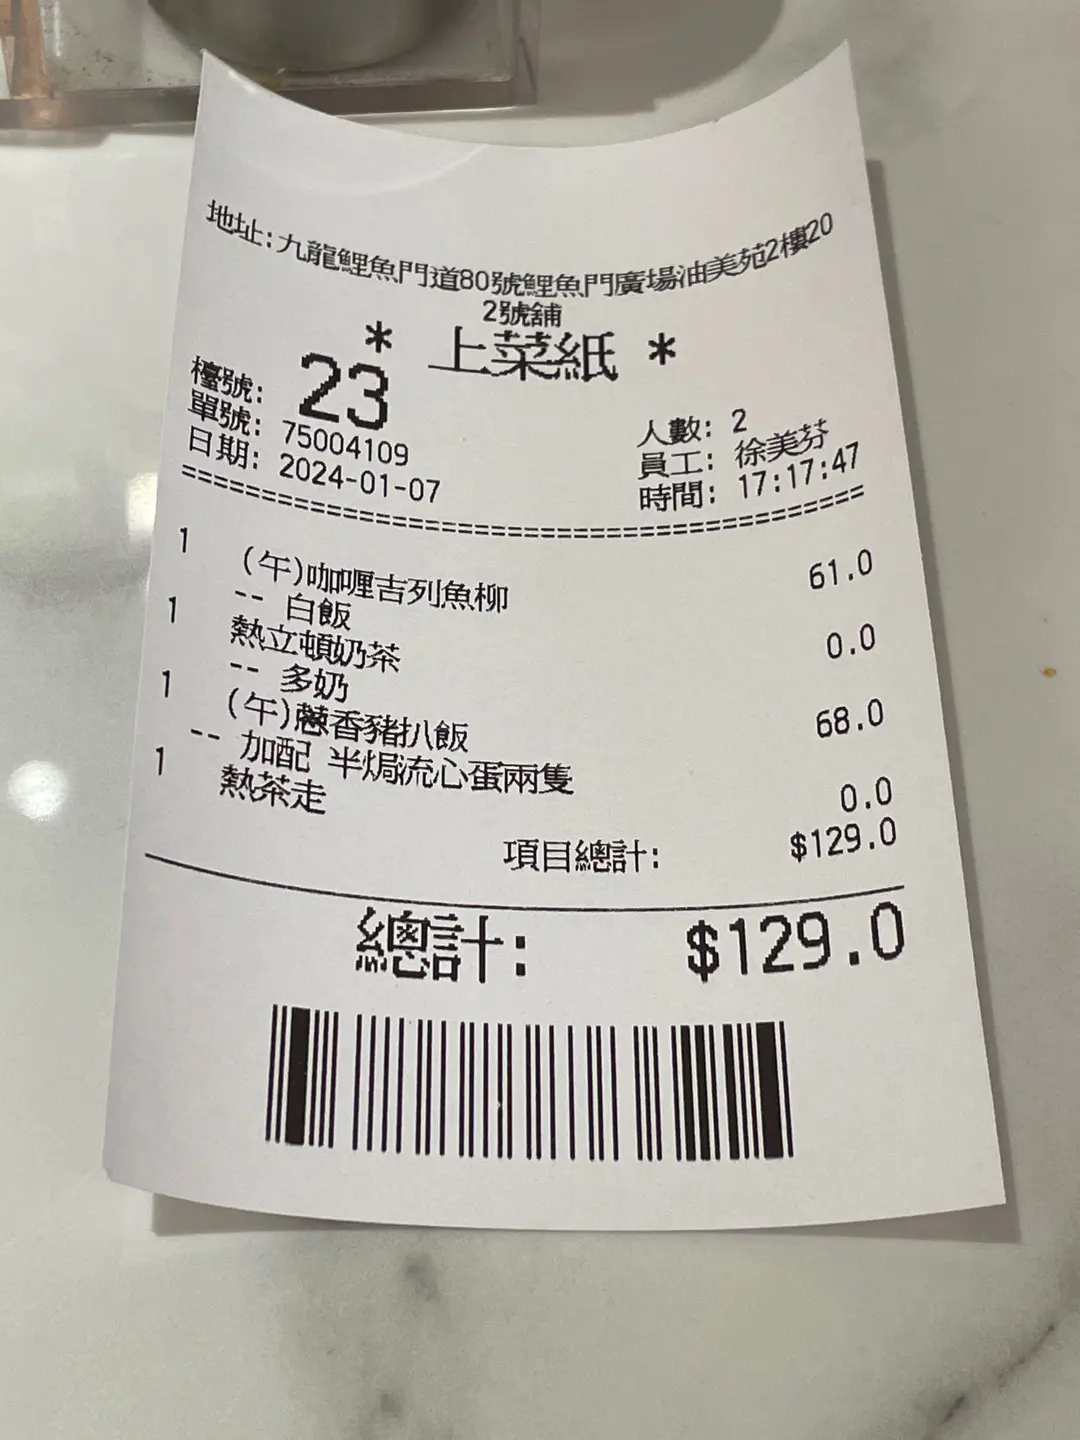 地址:九龍鯉魚門道80號鯉魚門廣場油美苑2樓20
2號舖
* 上菜紙 *
檯號: 23
人數: 2
單號: 75004109
員工: 徐美芬
日期: 2024-01-07
時間: 17:17:47
========================================
1 (午)咖喱吉列魚柳 61.0
-- 白飯
1 熱立頓奶茶 0.0
-- 多奶
1 (午)蔥香豬扒飯 68.0
-- 加配 半焗流心蛋兩隻
1 熱茶走 0.0
項目總計: $129.0
總計: $129.0